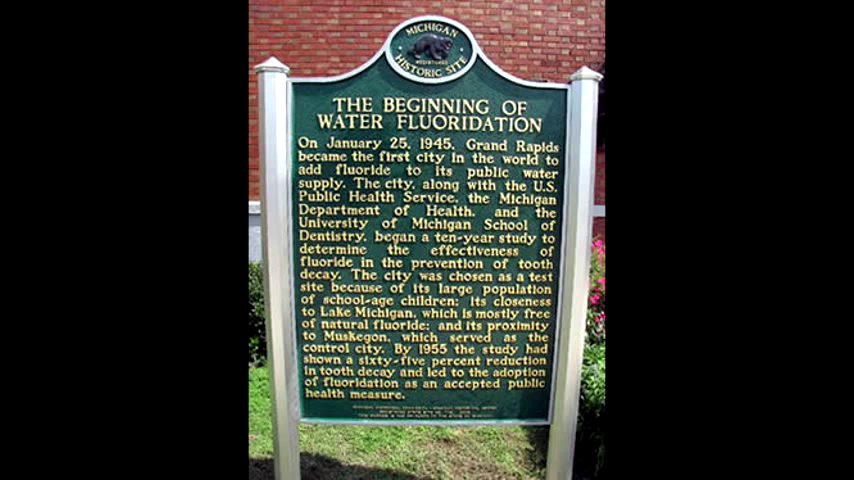 MICHIGAN
HISTORIC SITE
THE BEGINNING OF
WATER FLUORIDATION
On January 25, 1945, Grand Rapids
became the first city in the world to
add fluoride to its public water
supply. The city, along with the U.S.
Public Health Service, the Michigan
Department of Health, and the
University of Michigan School of
Dentistry, began a ten-year study to
determine the effectiveness of
fluoride in the prevention of tooth
decay. The city was chosen as a test
site because of its large population
of school-age children; its closeness
to Lake Michigan, which is mostly free
of natural fluoride; and its proximity
to Muskegon, which served as the
control city. By 1955 the study had
shown a sixty-five percent reduction
in tooth decay and led to the adoption
of fluoridation as an accepted public
health measure.